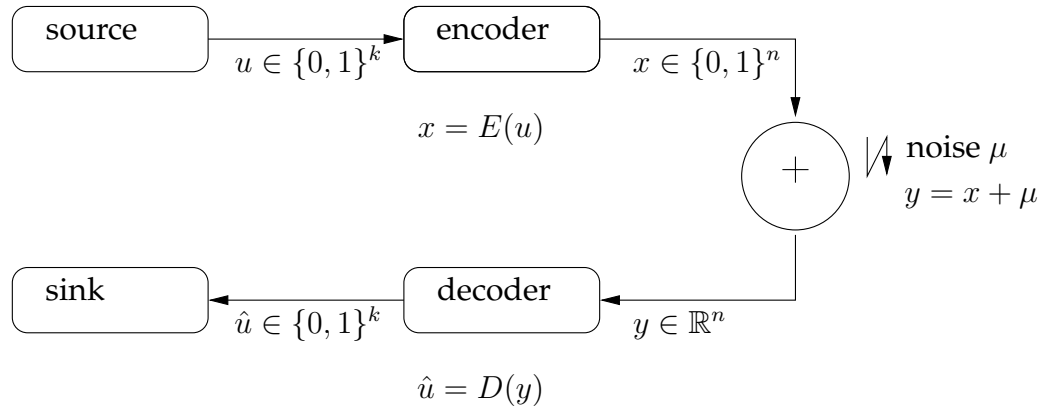 source
encoder
u ∈ {0, 1}^k
x ∈ {0, 1}^n
x = E(u)
+
noise μ
y = x + μ
sink
decoder
û ∈ {0, 1}^k
y ∈ ℝ^n
û = D(y)